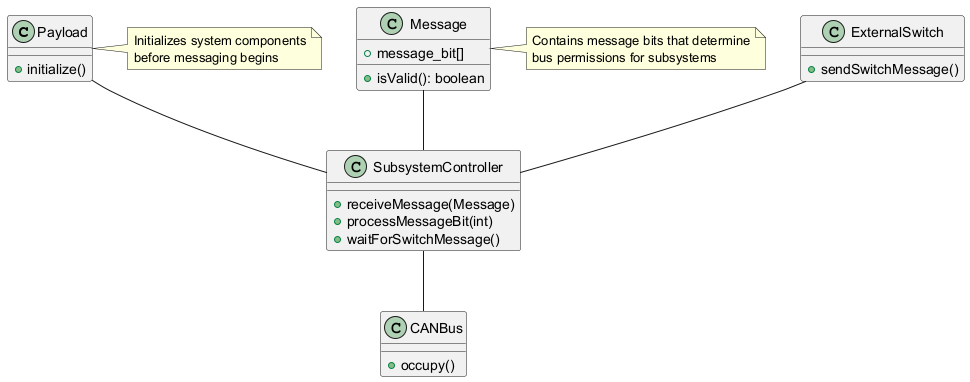 C Payload
initialize()
Initializes system components
before messaging begins
C Message
message_bit[]
isValid(): boolean
Contains message bits that determine
bus permissions for subsystems
C ExternalSwitch
sendSwitchMessage()
C SubsystemController
receiveMessage(Message)
processMessageBit(int)
waitForSwitchMessage()
C CANBus
occupy()